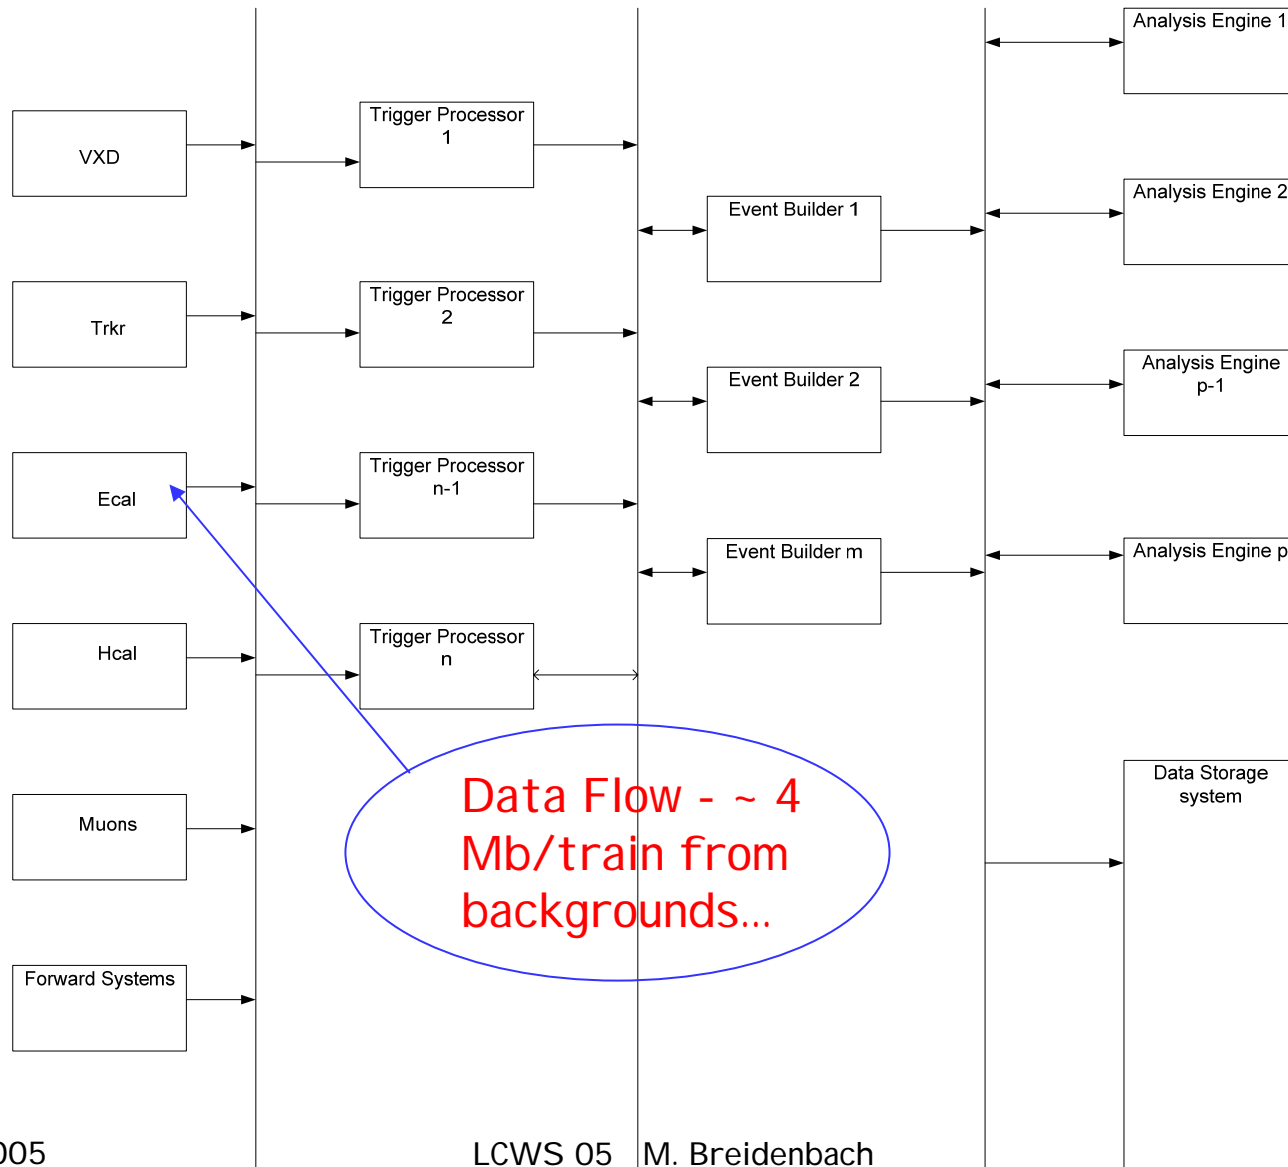 Analysis Engine 1
Trigger Processor
1
VXD
Analysis Engine 2
Event Builder 1
Trigger Processor
2
Trkr
Analysis Engine
p-1
Event Builder 2
Trigger Processor
n-1
Ecal
Analysis Engine p
Event Builder m
Trigger Processor
n
Hcal
Data Flow - ~ 4
Mb/train from
backgrounds...
Data Storage
system
Muons
Forward Systems
005
LCWS 05 M. Breidenbach